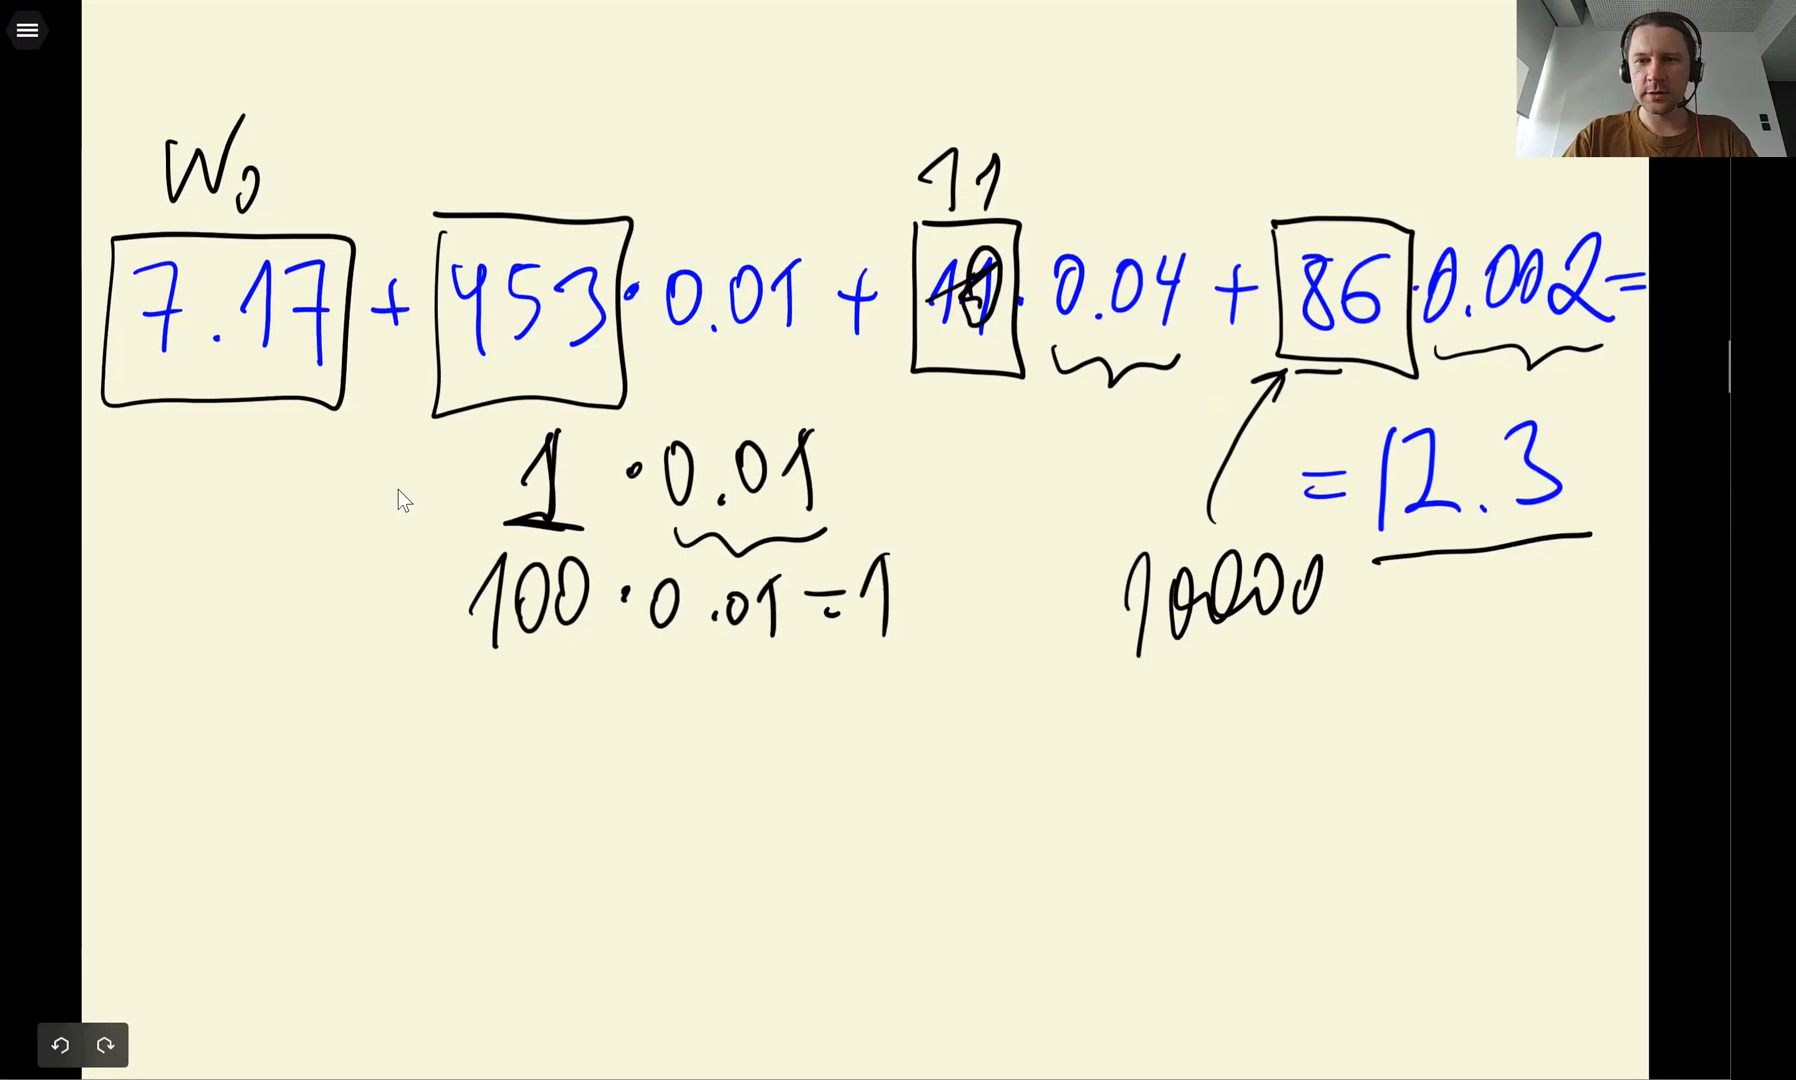 W0
11
7.17 + 453 · 0.01 + 11 · 0.04 + 86 · 0.002 =
= 12.3
1 · 0.01
100 · 0.01 = 1
10000